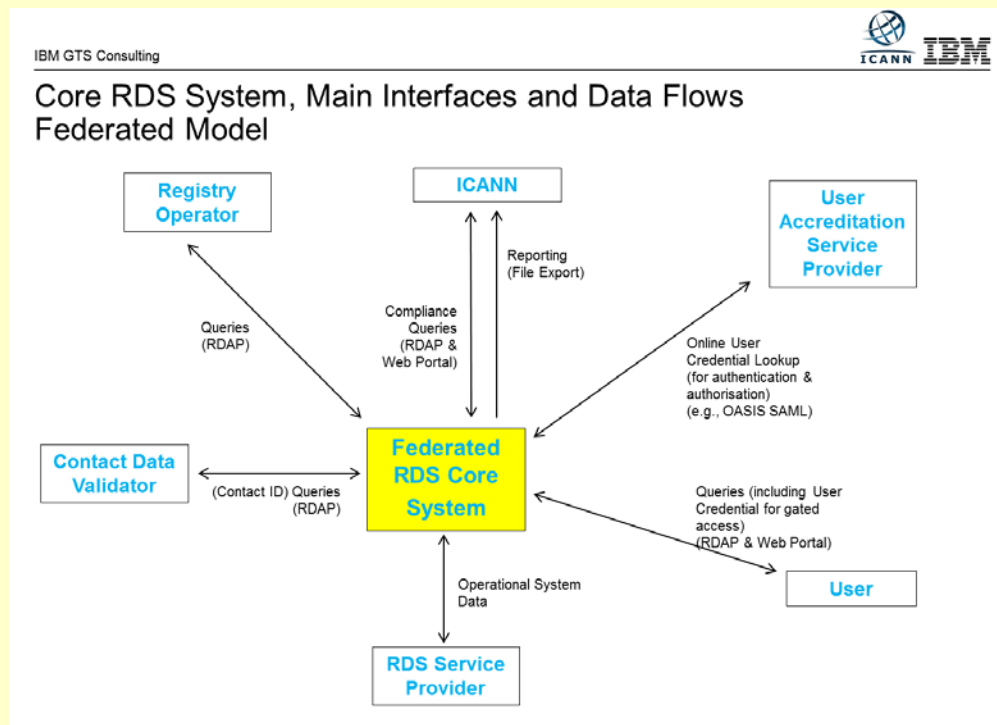 IBM GTS Consulting
ICANN
IBM
Core RDS System, Main Interfaces and Data Flows
Federated Model
Registry
Operator
ICANN
User
Accreditation
Service
Provider
Reporting
(File Export)
Compliance
Queries
(RDAP &
Web Portal)
Queries
(RDAP)
Online User
Credential Lookup
(for authentication &
authorisation)
(e.g., OASIS SAML)
Federated
RDS Core
System
Contact Data
Validator
(Contact ID) Queries
(RDAP)
Queries (including User
Credential for gated
access)
(RDAP & Web Portal)
User
Operational System
Data
RDS Service
Provider